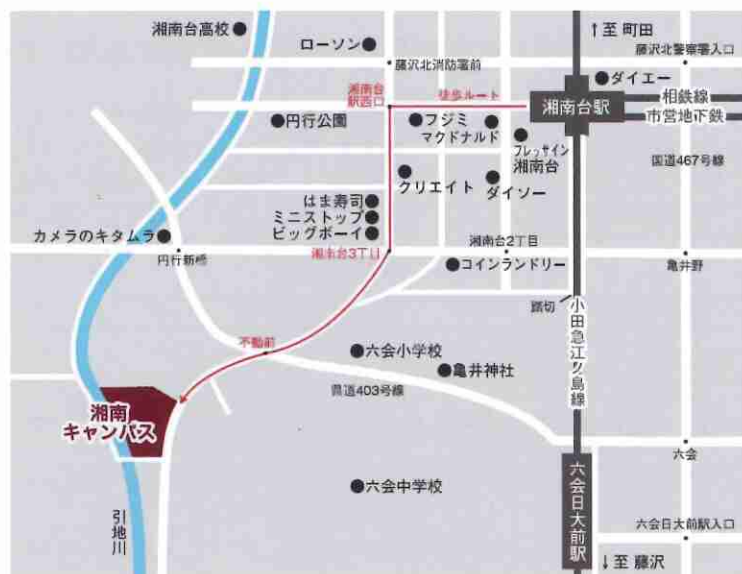 湘南台高校
ローソン
↑至 町田
藤沢北警察署入口
藤沢北消防署前
ダイエー
湘南台
駅西口
徒歩ルート
湘南台駅
相鉄線
市営地下鉄
円行公園
フジミ
マクドナルド
フレッサイン
湘南台
国道467号線
クリエイト
ダイソー
はま寿司
ミニストップ
ビッグボーイ
カメラのキタムラ
円行新橋
湘南台3丁目
湘南台2丁目
亀井野
コインランドリー
踏切
小田急江ノ島線
不動前
六会小学校
亀井神社
県道403号線
湘南
キャンパス
六会
六会中学校
六会日大前駅
引地川
六会日大前駅入口
↓至 藤沢